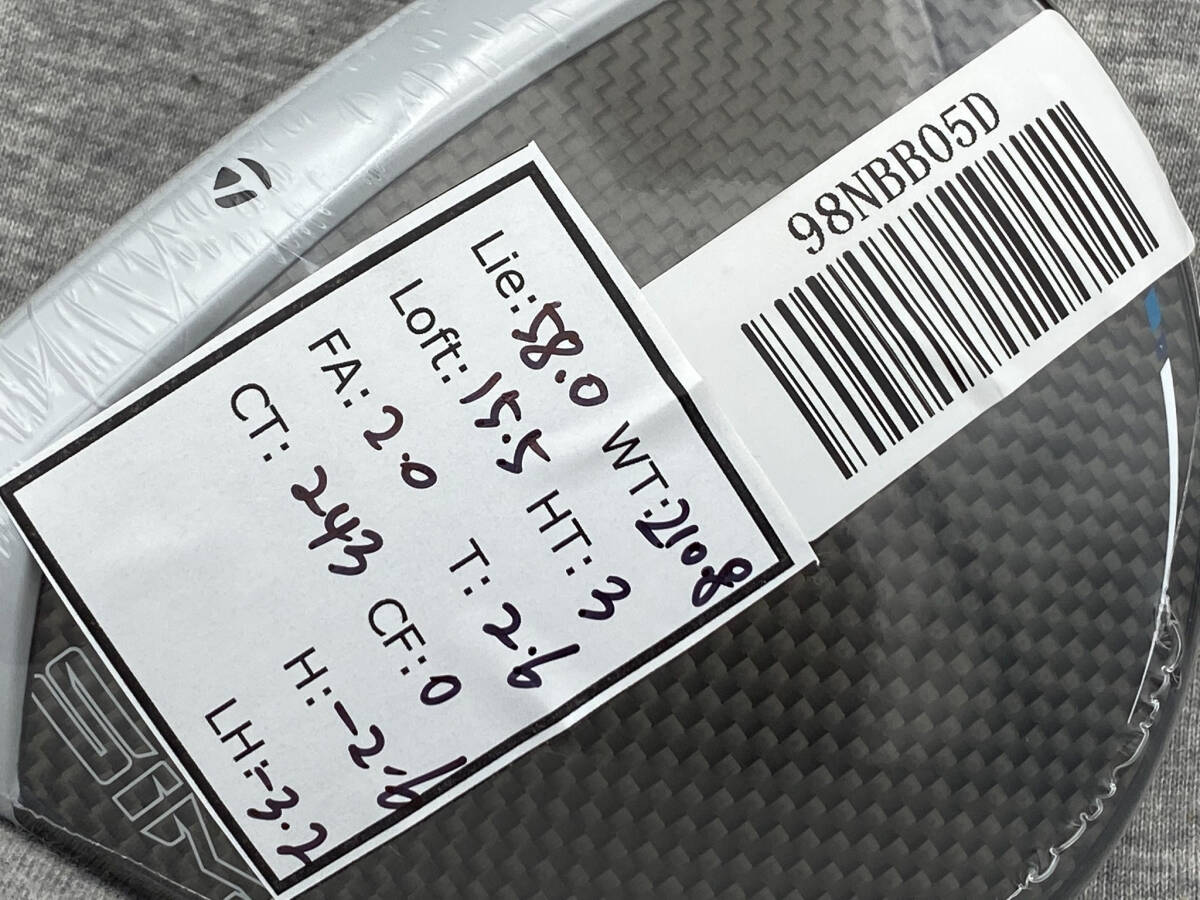 98NBB05D
Lie: 58.0 WT: 210.8
Loft: 15.5 HT: 3
FA: 2.0 T: 2.6
CT: 243 CF: 0
H: -2.6
LH: -3.2
SIM